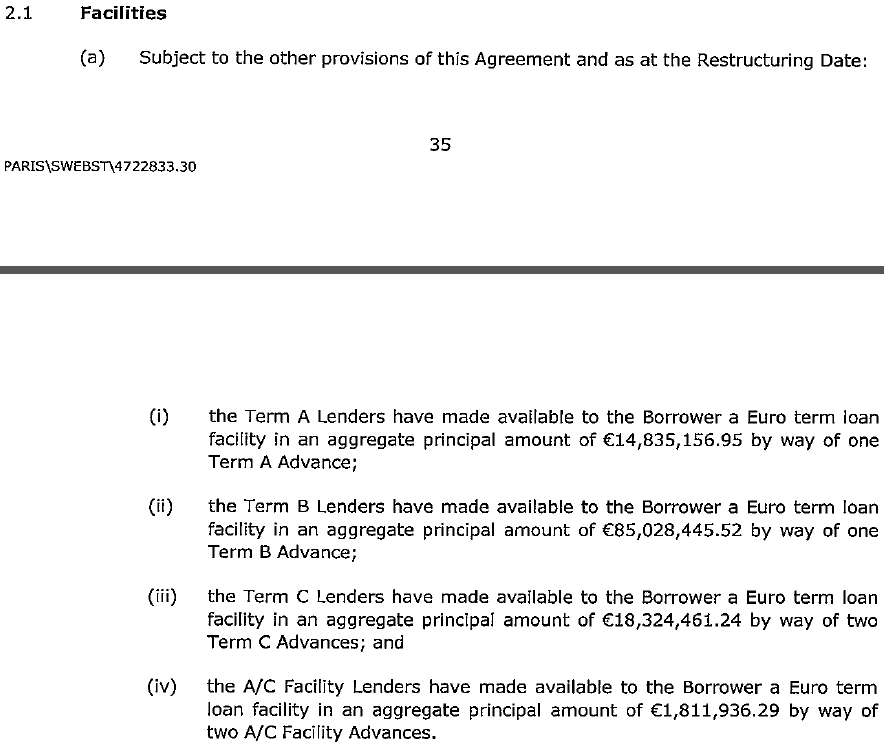 2.1 Facilities
(a) Subject to the other provisions of this Agreement and as at the Restructuring Date:
35
PARIS\SWEBST\4722833.30
(i) the Term A Lenders have made available to the Borrower a Euro term loan
facility in an aggregate principal amount of €14,835,156.95 by way of one
Term A Advance;
(ii) the Term B Lenders have made available to the Borrower a Euro term loan
facility in an aggregate principal amount of €85,028,445.52 by way of one
Term B Advance;
(iii) the Term C Lenders have made available to the Borrower a Euro term loan
facility in an aggregate principal amount of €18,324,461.24 by way of two
Term C Advances; and
(iv) the A/C Facility Lenders have made available to the Borrower a Euro term
loan facility in an aggregate principal amount of €1,811,936.29 by way of
two A/C Facility Advances.